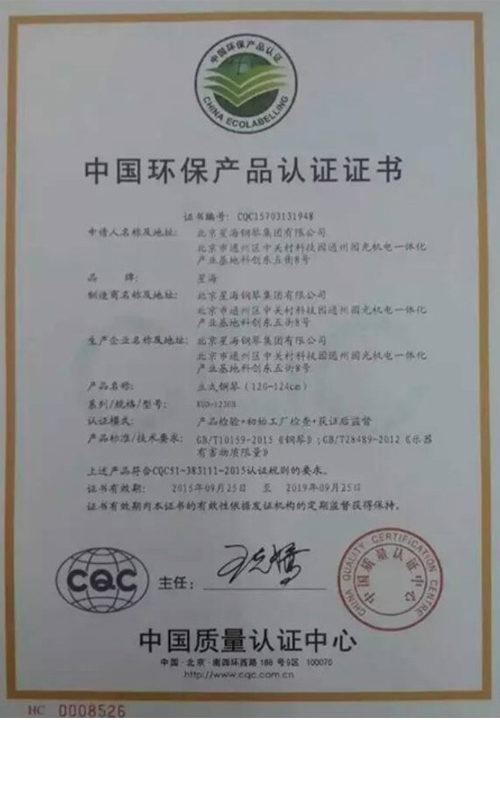 中国环保产品认证
CHINA ECOLABELLING
中国环保产品认证证书
证书编号: CQC15703131948
申请人名称及地址: 北京星海钢琴集团有限公司
北京市通州区中关村科技园通州园光机电一体化
产业基地科创东五街8号
品 牌: 星海
制造商名称及地址: 北京星海钢琴集团有限公司
北京市通州区中关村科技园通州园光机电一体化
产业基地科创东五街8号
生产企业名称及地址: 北京星海钢琴集团有限公司
北京市通州区中关村科技园通州园光机电一体化
产业基地科创东五街8号
产品名称: 立式钢琴(120-124cm)
系列/规格/型号:
认证模式: 产品检验+初始工厂检查+获证后监督
产品标准/技术要求: GB/T10159-2015《钢琴》;GB/T28489-2012《乐器
有害物质限量》
上述产品符合CQC51-383111-2015认证规则的要求。
证书有效期: 2015年09月25日 至 2019年09月25日
证书有效期内本证书的有效性依据发证机构的定期监督获得保持。
CQC
主任:
CHINA QUALITY CERTIFICATION CENTRE
中国质量认证中心
中国质量认证中心
中国·北京·南四环西路 188 号 9区 100070
http://www.cqc.com.cn
HC 0008526